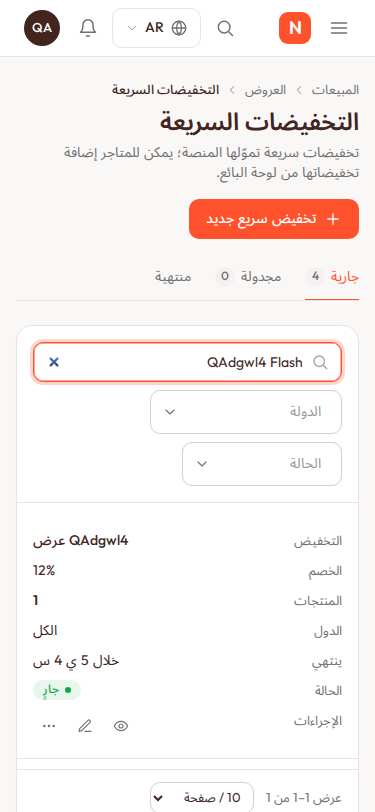 QA
AR
N
المبيعات > العروض > التخفيضات السريعة
التخفيضات السريعة
تخفيضات سريعة تموّلها المنصة؛ يمكن للمتاجر إضافة
تخفيضاتها من لوحة البائع.
+ تخفيض سريع جديد
جارية 4 مجدولة 0 منتهية
QAdgwl4 Flash
الدولة
الحالة
التخفيض QAdgwl4 عرض
الخصم 12%
المنتجات 1
الدول الكل
ينتهي خلال 5 ي 4 س
الحالة جارٍ
الإجراءات
عرض 1–1 من 1 10 / صفحة